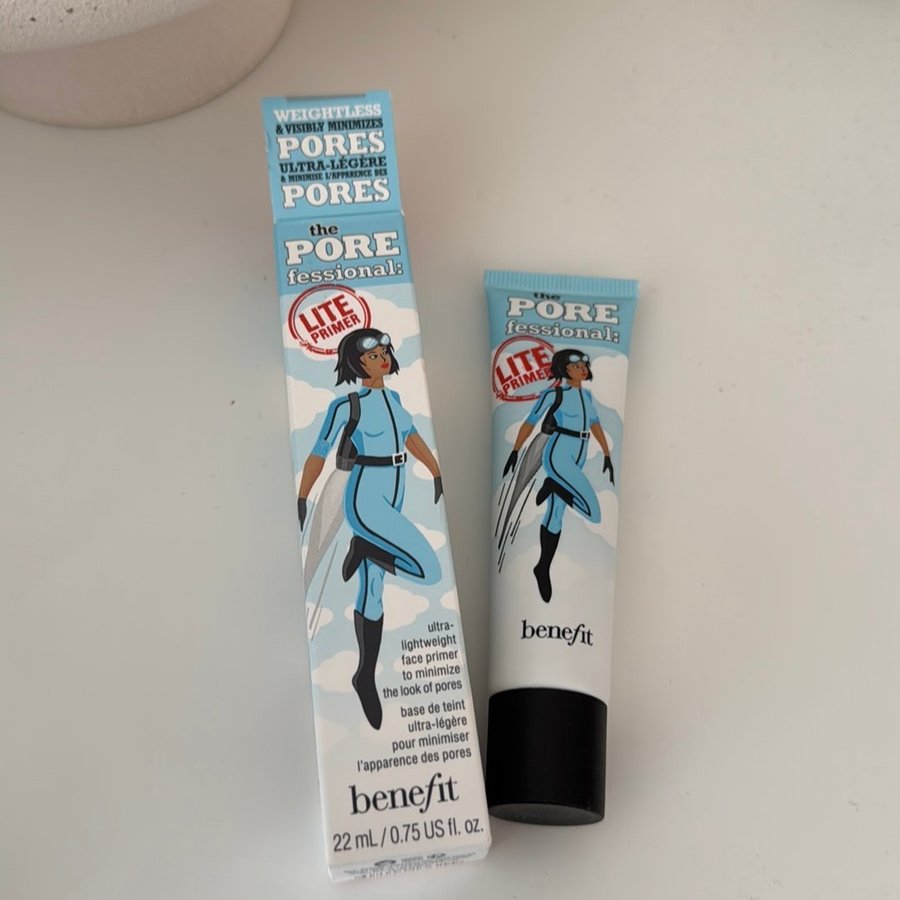 WEIGHTLESS
& VISIBLY MINIMIZES
PORES
ULTRA-LÉGÈRE
& MINIMISE L'APPARENCE DES
PORES
the
PORE
fessional:
LITE
PRIMER
ultra-
lightweight
face primer
to minimize
the look of pores
base de teint
ultra-légère
pour minimiser
l'apparence des pores
benefit
22 mL / 0.75 US fl. oz.
the
PORE
fessional:
LITE
PRIMER
benefit